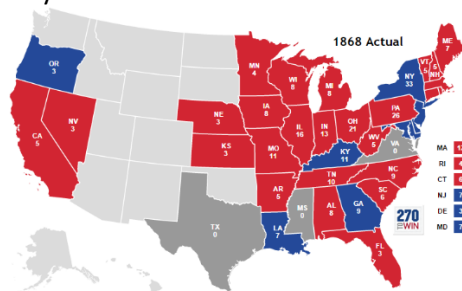 1868 Actual
ME
7
MN
4
VT
5
5
NH
OR
3
WI
8
MI
8
NY
33
IA
8
PA
26
NE
3
NV
3
IL
16
IN
13
OH
21
CA
5
WV
5
VA
0
KS
3
MO
11
KY
11
NC
9
TN
10
AR
5
SC
6
MS
0
AL
8
GA
9
TX
0
LA
7
FL
3
270
WIN
MA
RI
CT
NJ
DE
MD